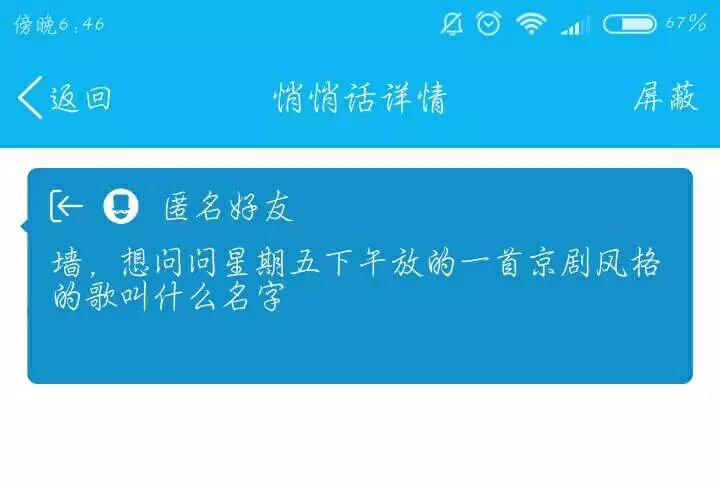 傍晚6:46
67%
返回
悄悄话详情
屏蔽
匿名好友
墙，想问问星期五下午放的一首京剧风格
的歌叫什么名字